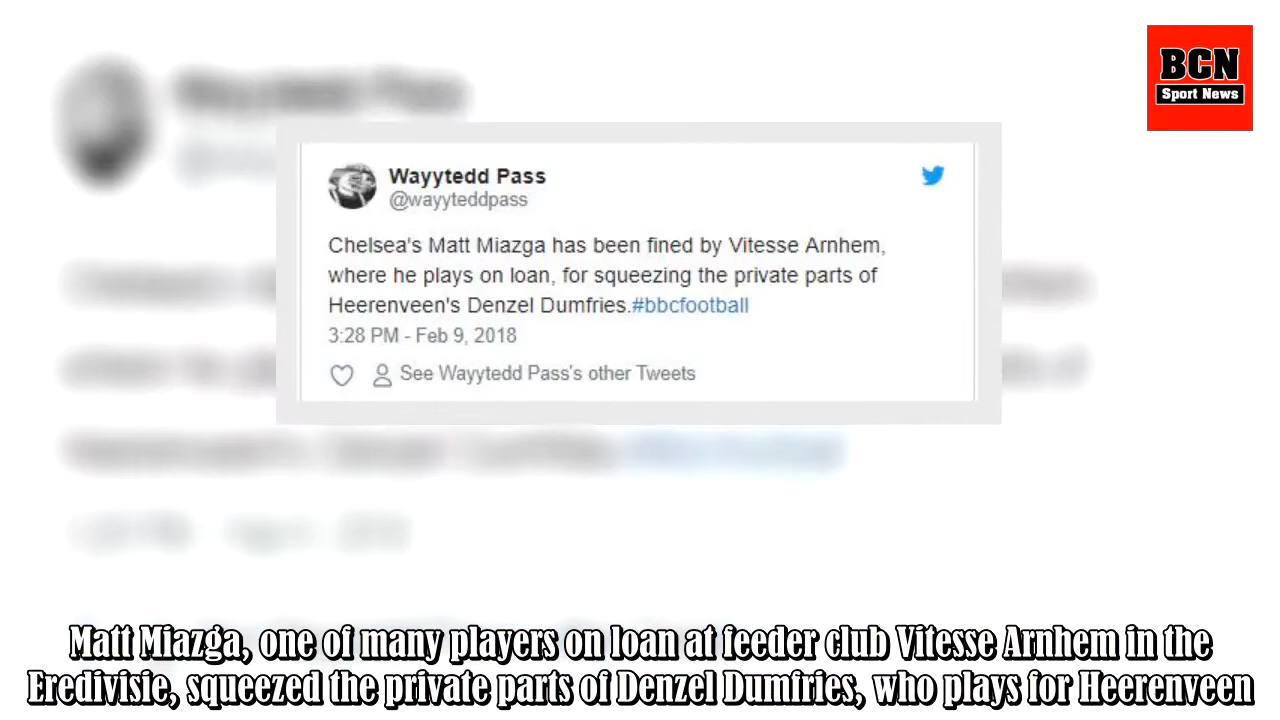 BCN
Sport News
Wayytedd Pass
@wayyteddpass
Chelsea's Matt Miazga has been fined by Vitesse Arnhem,
where he plays on loan, for squeezing the private parts of
Heerenveen's Denzel Dumfries.#bbcfootball
3:28 PM - Feb 9, 2018
See Wayytedd Pass's other Tweets
Matt Miazga, one of many players on loan at feeder club Vitesse Arnhem in the
Eredivisie, squeezed the private parts of Denzel Dumfries, who plays for Heerenveen